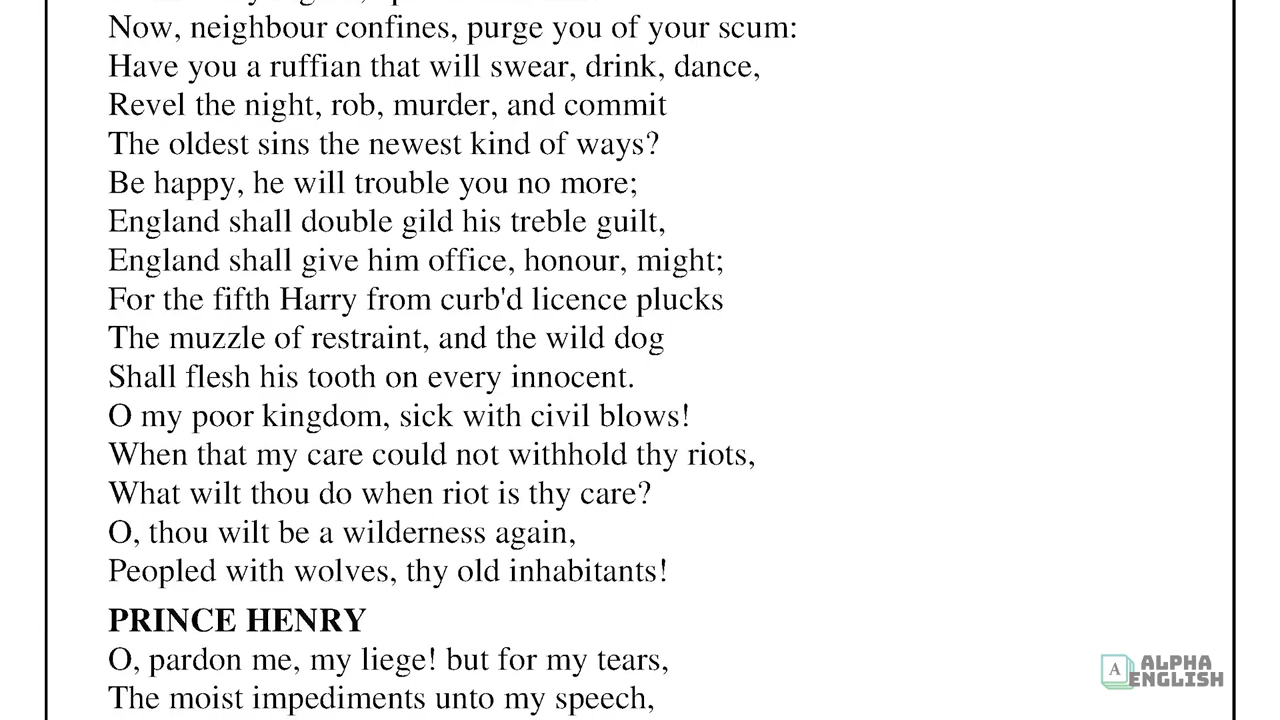 Now, neighbour confines, purge you of your scum:
Have you a ruffian that will swear, drink, dance,
Revel the night, rob, murder, and commit
The oldest sins the newest kind of ways?
Be happy, he will trouble you no more;
England shall double gild his treble guilt,
England shall give him office, honour, might;
For the fifth Harry from curb'd licence plucks
The muzzle of restraint, and the wild dog
Shall flesh his tooth on every innocent.
O my poor kingdom, sick with civil blows!
When that my care could not withhold thy riots,
What wilt thou do when riot is thy care?
O, thou wilt be a wilderness again,
Peopled with wolves, thy old inhabitants!
PRINCE HENRY
O, pardon me, my liege! but for my tears,
The moist impediments unto my speech,
A ALPHA
ENGLISH